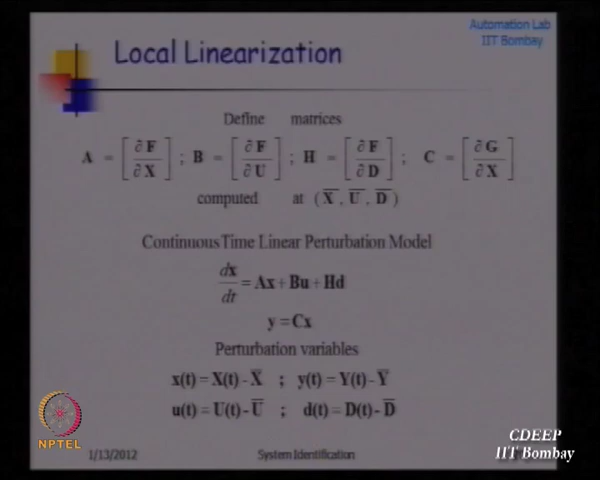 Automation Lab
IIT Bombay
Local Linearization
Define matrices
A = [∂F/∂X] ; B = [∂F/∂U] ; H = [∂F/∂D] ; C = [∂G/∂X]
computed at (X̅, U̅, D̅)
Continuous Time Linear Perturbation Model
dx/dt = Ax + Bu + Hd
y = Cx
Perturbation variables
x(t) = X(t) - X̅ ; y(t) = Y(t) - Y̅
u(t) = U(t) - U̅ ; d(t) = D(t) - D̅
NPTEL
1/13/2012
System Identification
CDEEP
IIT Bombay